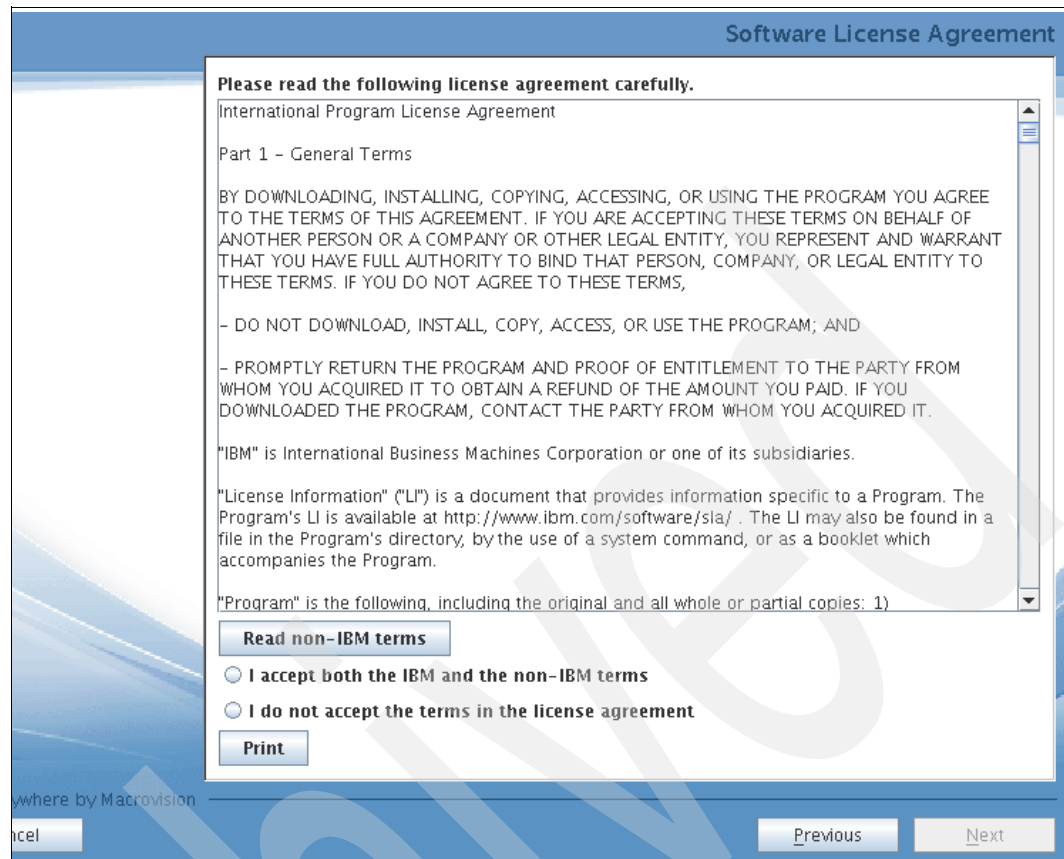 Software License Agreement
Please read the following license agreement carefully.
International Program License Agreement
Part 1 – General Terms
BY DOWNLOADING, INSTALLING, COPYING, ACCESSING, OR USING THE PROGRAM YOU AGREE
TO THE TERMS OF THIS AGREEMENT. IF YOU ARE ACCEPTING THESE TERMS ON BEHALF OF
ANOTHER PERSON OR A COMPANY OR OTHER LEGAL ENTITY, YOU REPRESENT AND WARRANT
THAT YOU HAVE FULL AUTHORITY TO BIND THAT PERSON, COMPANY, OR LEGAL ENTITY TO
THESE TERMS. IF YOU DO NOT AGREE TO THESE TERMS,
– DO NOT DOWNLOAD, INSTALL, COPY, ACCESS, OR USE THE PROGRAM; AND
– PROMPTLY RETURN THE PROGRAM AND PROOF OF ENTITLEMENT TO THE PARTY FROM
WHOM YOU ACQUIRED IT TO OBTAIN A REFUND OF THE AMOUNT YOU PAID. IF YOU
DOWNLOADED THE PROGRAM, CONTACT THE PARTY FROM WHOM YOU ACQUIRED IT.
"IBM" is International Business Machines Corporation or one of its subsidiaries.
"License Information" ("LI") is a document that provides information specific to a Program. The
Program's LI is available at http://www.ibm.com/software/sla/ . The LI may also be found in a
file in the Program's directory, by the use of a system command, or as a booklet which
accompanies the Program.
"Program" is the following, including the original and all whole or partial copies: 1)
Read non-IBM terms
I accept both the IBM and the non-IBM terms
I do not accept the terms in the license agreement
Print
ywhere by Macrovision
ncel
Previous
Next